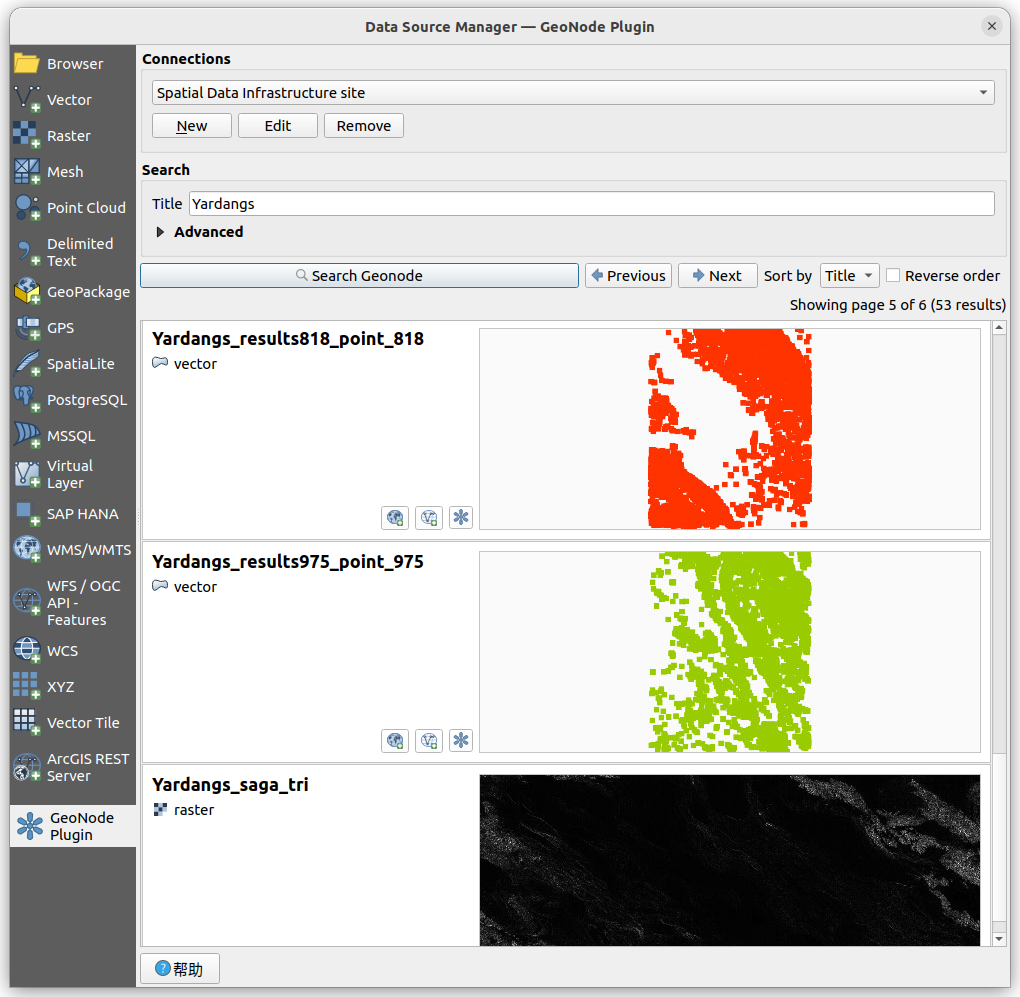 Data Source Manager — GeoNode Plugin
Browser
Vector
Raster
Mesh
Point Cloud
Delimited
Text
GeoPackage
GPS
SpatiaLite
PostgreSQL
MSSQL
Virtual
Layer
SAP HANA
WMS/WMTS
WFS / OGC
API -
Features
WCS
XYZ
Vector Tile
ArcGIS REST
Server
GeoNode
Plugin
Connections
Spatial Data Infrastructure site
New Edit Remove
Search
Title Yardangs
Advanced
Search Geonode Previous Next Sort by Title Reverse order
Showing page 5 of 6 (53 results)
Yardangs_results818_point_818
vector
Yardangs_results975_point_975
vector
Yardangs_saga_tri
raster
帮助